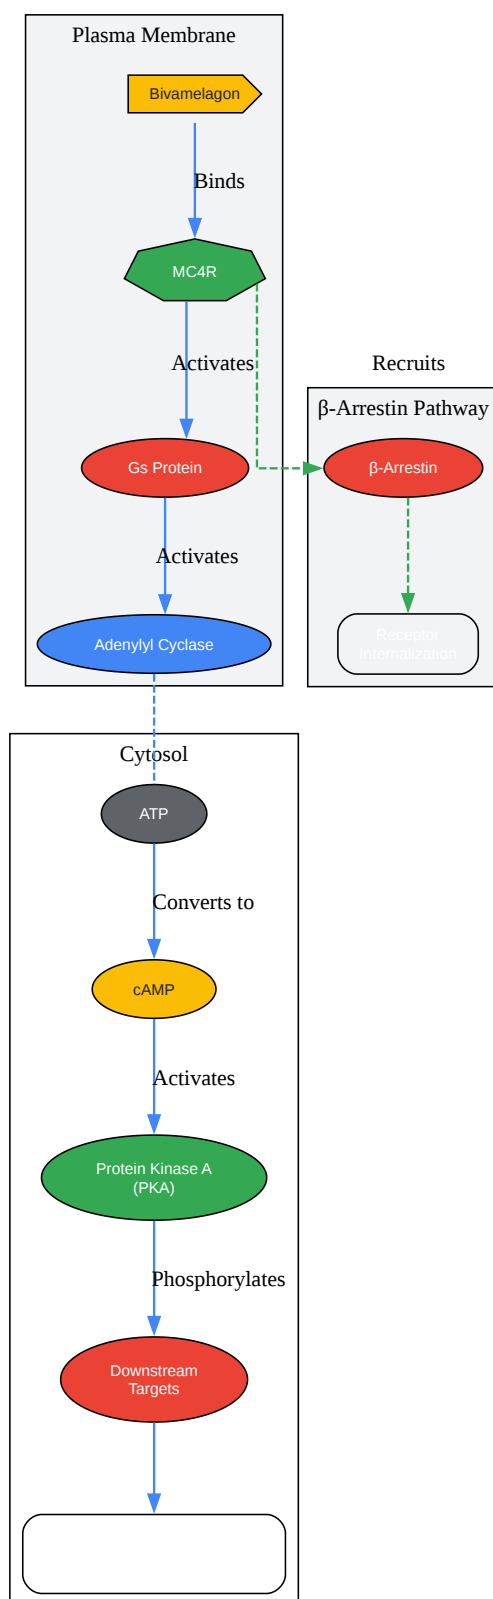 Plasma Membrane
Bivamelagon
Binds
MC4R
Activates
Recruits
β-Arrestin Pathway
Gs Protein
β-Arrestin
Activates
Adenylyl Cyclase
Receptor
Internalization
Cytosol
ATP
Converts to
cAMP
Activates
Protein Kinase A
(PKA)
Phosphorylates
Downstream
Targets